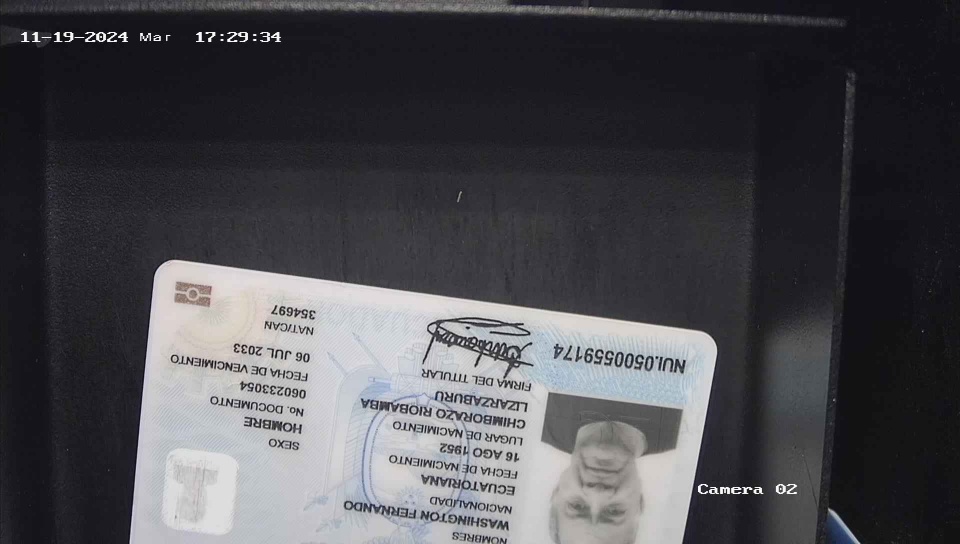 11-19-2024 Mar 17:29:34
Camera 02
NOMBRES
WASHINGTON FERNANDO
NACIONALIDAD
ECUATORIANA
FECHA DE NACIMIENTO
16 AGO 1952
LUGAR DE NACIMIENTO
CHIMBORAZO RIOBAMBA
LIZARZABURU
FIRMA DEL TITULAR
SEXO
HOMBRE
No. DOCUMENTO
060233054
FECHA DE VENCIMIENTO
06 JUL 2033
NAT/CAN
354697
NUI.0500559174